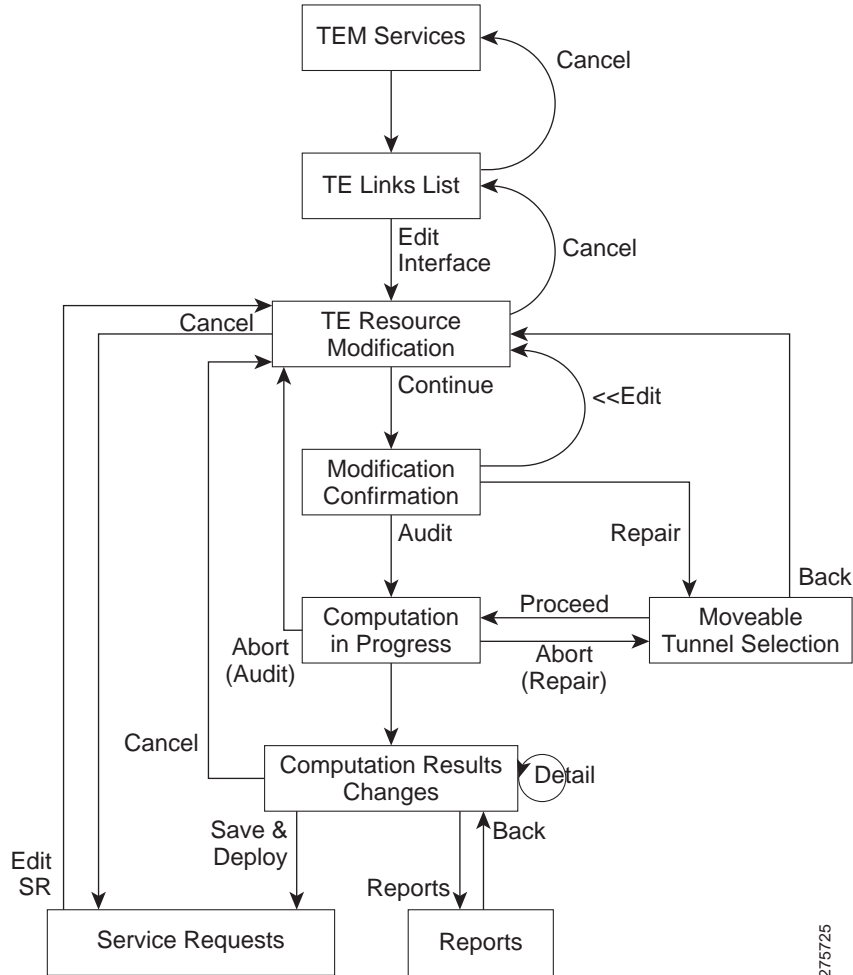 TEM Services
Cancel
TE Links List
Edit
Interface
Cancel
TE Resource
Modification
Cancel
Continue
<<Edit
Modification
Confirmation
Audit
Repair
Back
Computation
in Progress
Proceed
Moveable
Tunnel Selection
Abort
(Audit)
Abort
(Repair)
Cancel
Computation Results
Changes
Detail
Save &
Deploy
Back
Edit
SR
Reports
Service Requests
Reports
275725